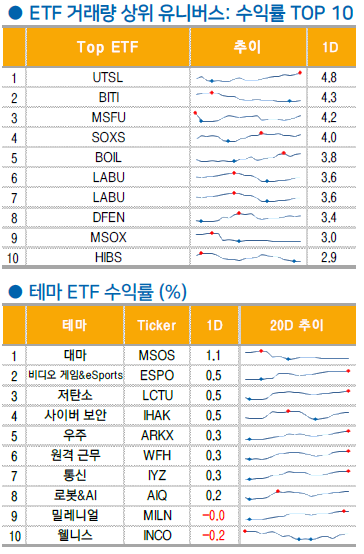 ● ETF 거래량 상위 유니버스: 수익률 TOP 10
Top ETF 추이 1D
1 UTSL 4.8
2 BITI 4.3
3 MSFU 4.2
4 SOXS 4.0
5 BOIL 3.8
6 LABU 3.6
7 LABU 3.6
8 DFEN 3.4
9 MSOX 3.0
10 HIBS 2.9
● 테마 ETF 수익률 (%)
테마 Ticker 1D 20D 추이
1 대마 MSOS 1.1
2 비디오 게임&eSports ESPO 0.5
3 저탄소 LCTU 0.5
4 사이버 보안 IHAK 0.5
5 우주 ARKX 0.3
6 원격 근무 WFH 0.3
7 통신 IYZ 0.3
8 로봇&AI AIQ 0.2
9 밀레니얼 MILN -0.0
10 웰니스 INCO -0.2